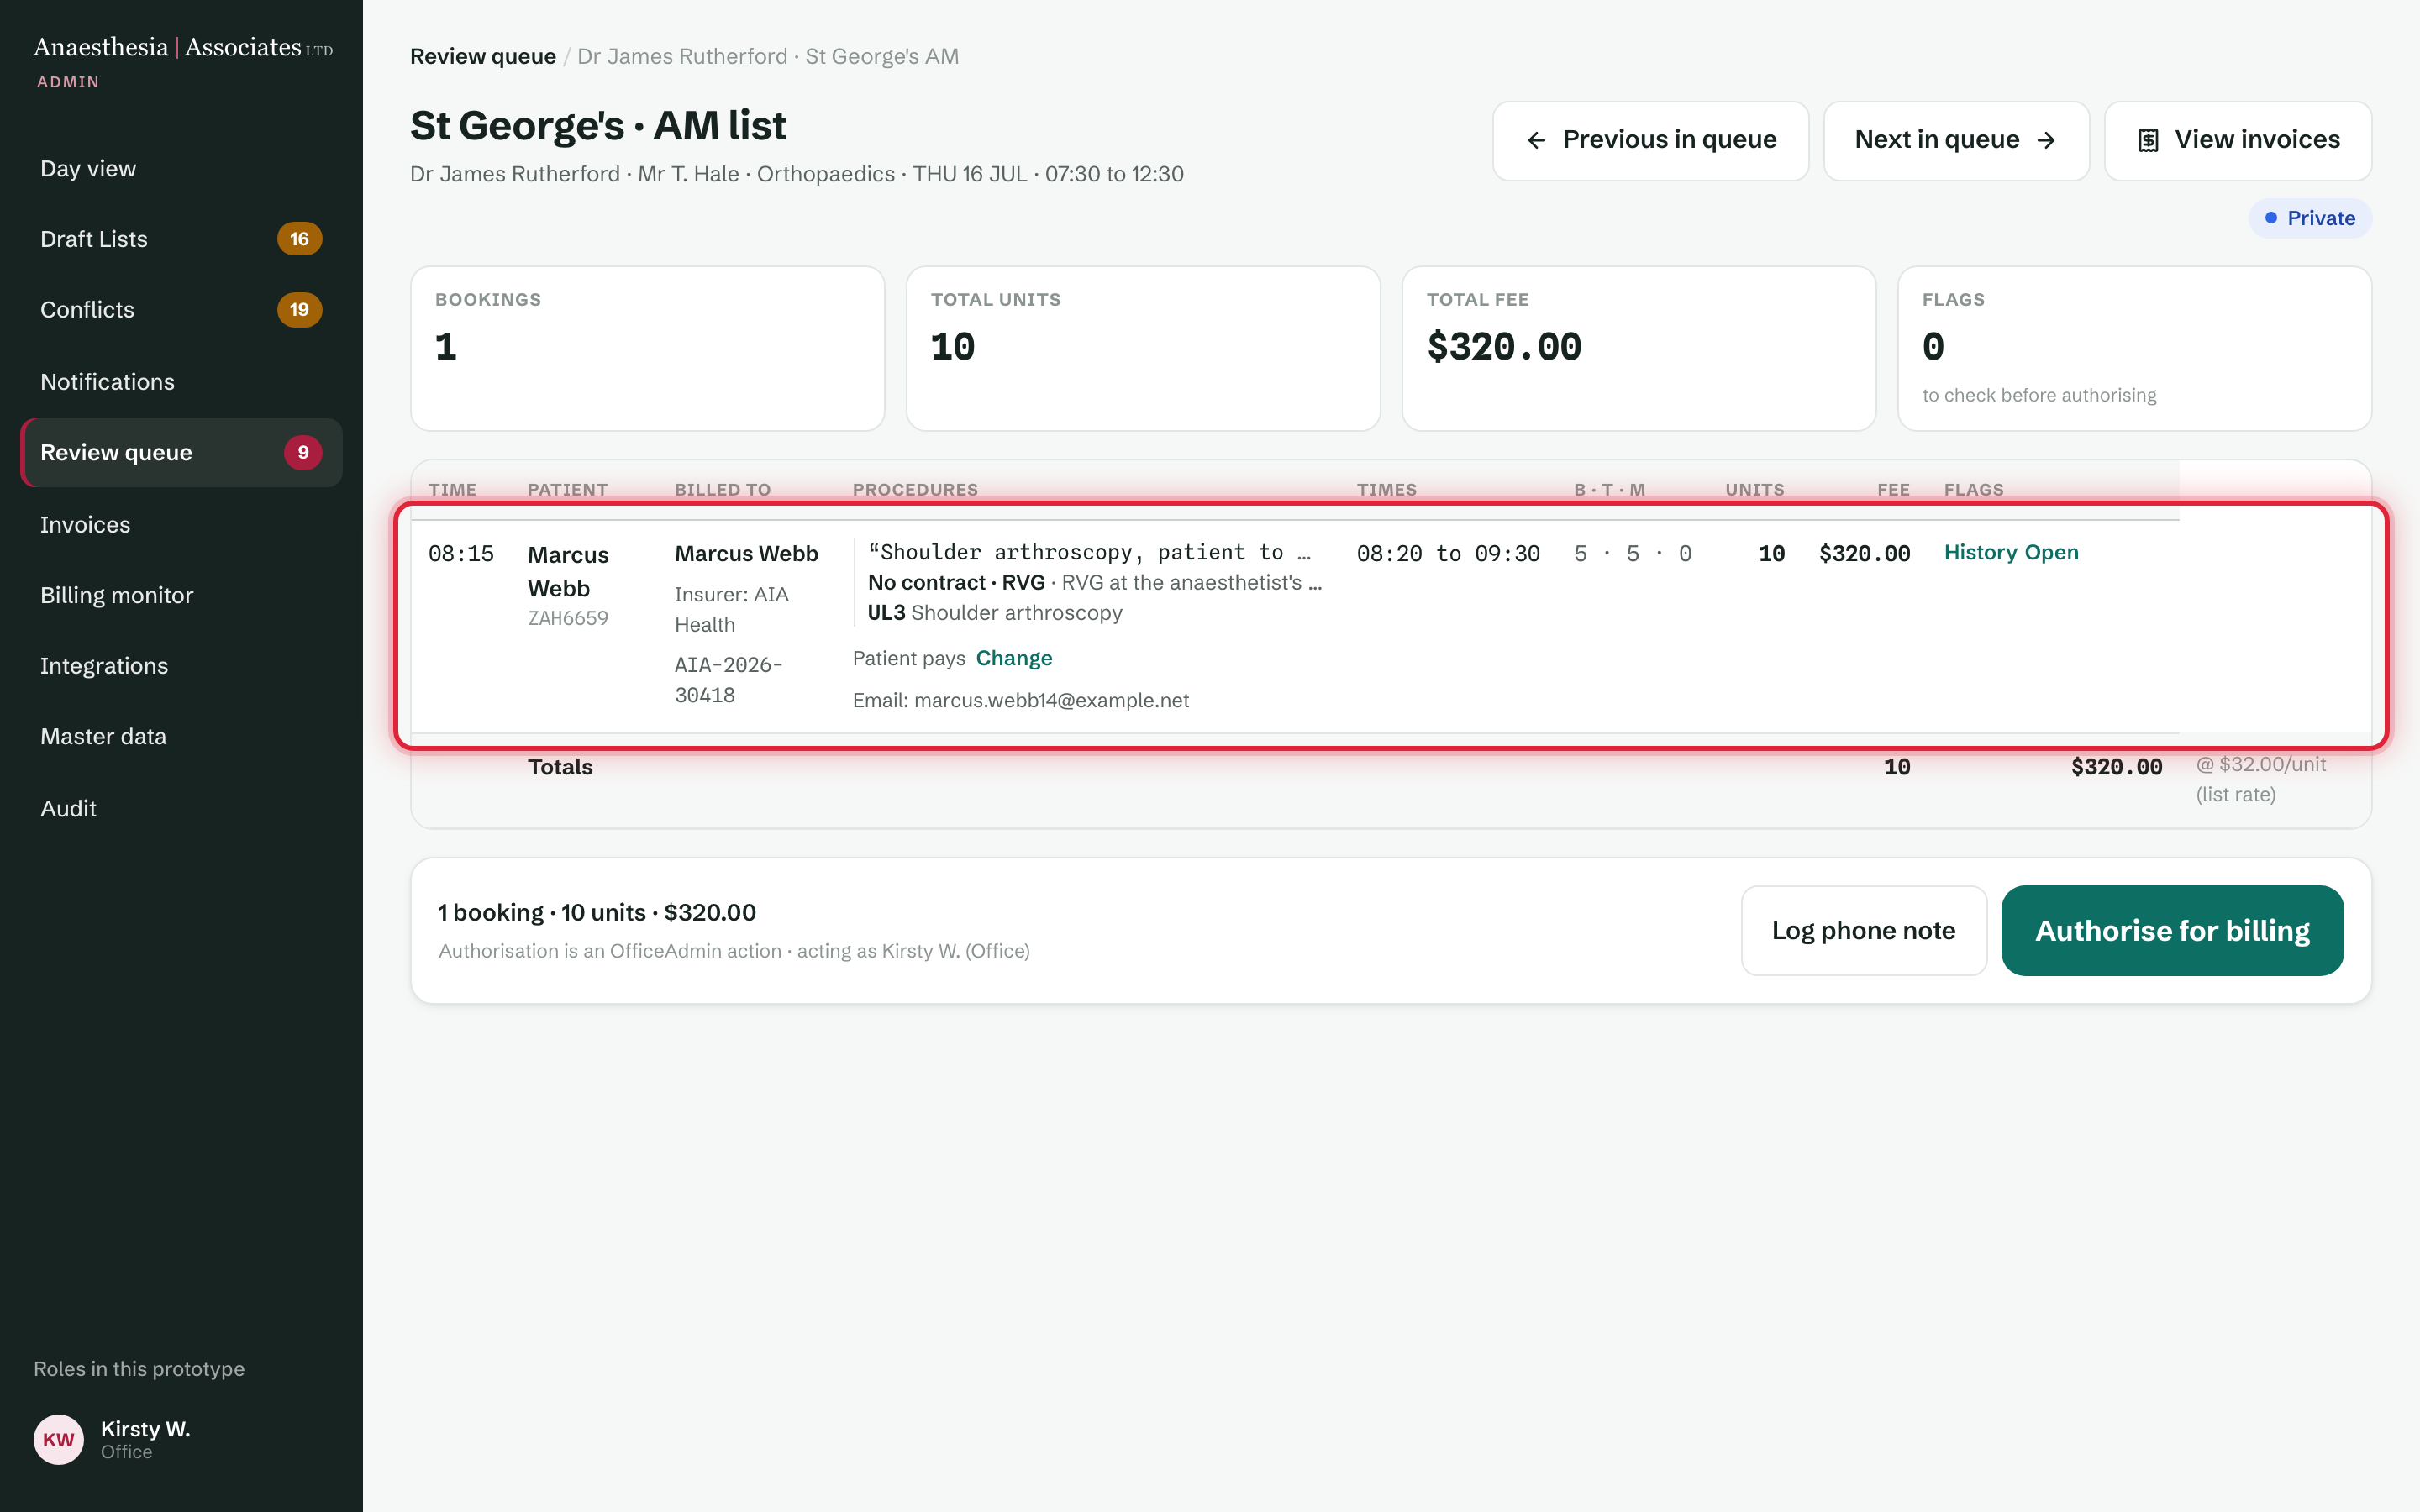 Anaesthesia | Associates LTD
ADMIN
Day view
Draft Lists 16
Conflicts 19
Notifications
Review queue 9
Invoices
Billing monitor
Integrations
Master data
Audit
Roles in this prototype
KW
Kirsty W.
Office
Review queue / Dr James Rutherford · St George's AM
St George's · AM list
Dr James Rutherford · Mr T. Hale · Orthopaedics · THU 16 JUL · 07:30 to 12:30
← Previous in queue
Next in queue →
View invoices
Private
BOOKINGS
1
TOTAL UNITS
10
TOTAL FEE
$320.00
FLAGS
0
to check before authorising
TIME PATIENT BILLED TO PROCEDURES TIMES B · T · M UNITS FEE FLAGS
08:15
Marcus
Webb
ZAH6659
Marcus Webb
Insurer: AIA
Health
AIA-2026-
30418
“Shoulder arthroscopy, patient to …
No contract · RVG · RVG at the anaesthetist's …
UL3 Shoulder arthroscopy
Patient pays Change
Email: marcus.webb14@example.net
08:20 to 09:30
5 · 5 · 0
10
$320.00
History Open
Totals 10 $320.00
@ $32.00/unit
(list rate)
1 booking · 10 units · $320.00
Authorisation is an OfficeAdmin action · acting as Kirsty W. (Office)
Log phone note
Authorise for billing